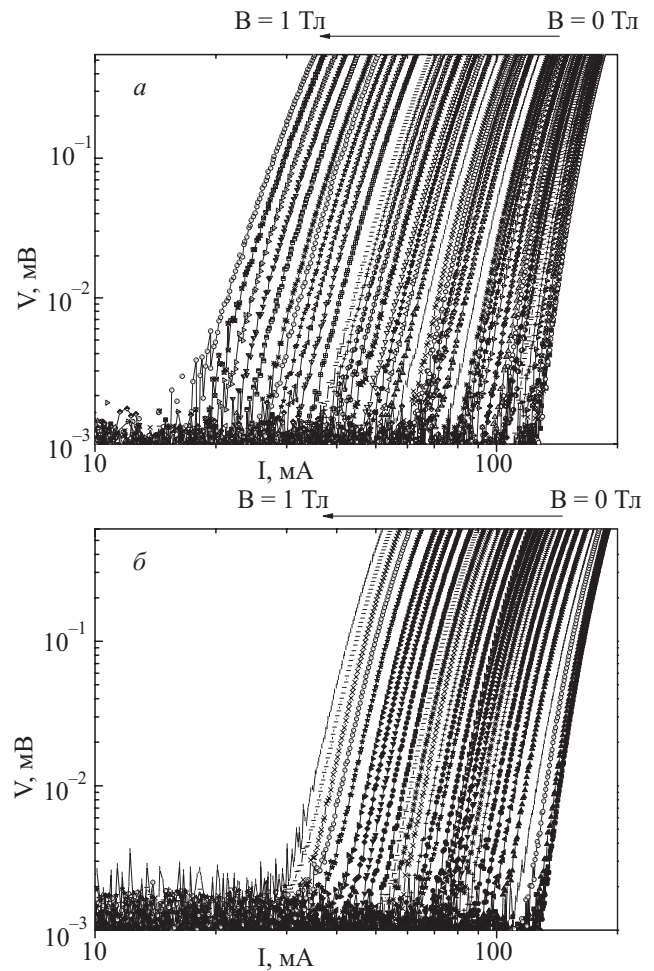 B = 1 Тл B = 0 Тл
а
10⁻¹
10⁻²
10⁻³
V, мВ
10 100
I, мА
B = 1 Тл B = 0 Тл
б
10⁻¹
10⁻²
10⁻³
V, мВ
10 100
I, мА